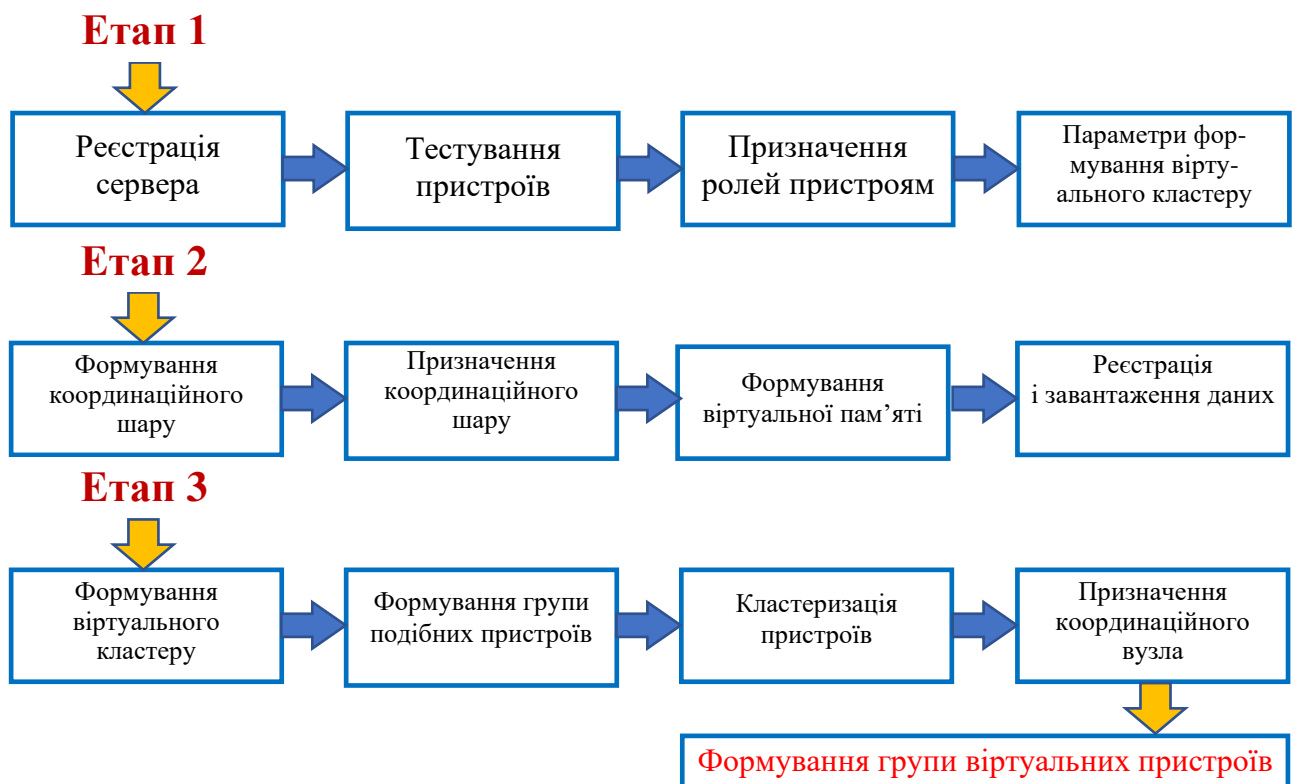 Етап 1
Реєстрація
сервера
Тестування
пристроїв
Призначення
ролей пристроям
Параметри фор-
мування вірту-
ального кластеру
Етап 2
Формування
координаційного
шару
Призначення
координаційного
шару
Формування
віртуальної пам’яті
Реєстрація
і завантаження даних
Етап 3
Формування
віртуального
кластеру
Формування групи
подібних пристроїв
Кластеризація
пристроїв
Призначення
координаційного
вузла
Формування групи віртуальних пристроїв